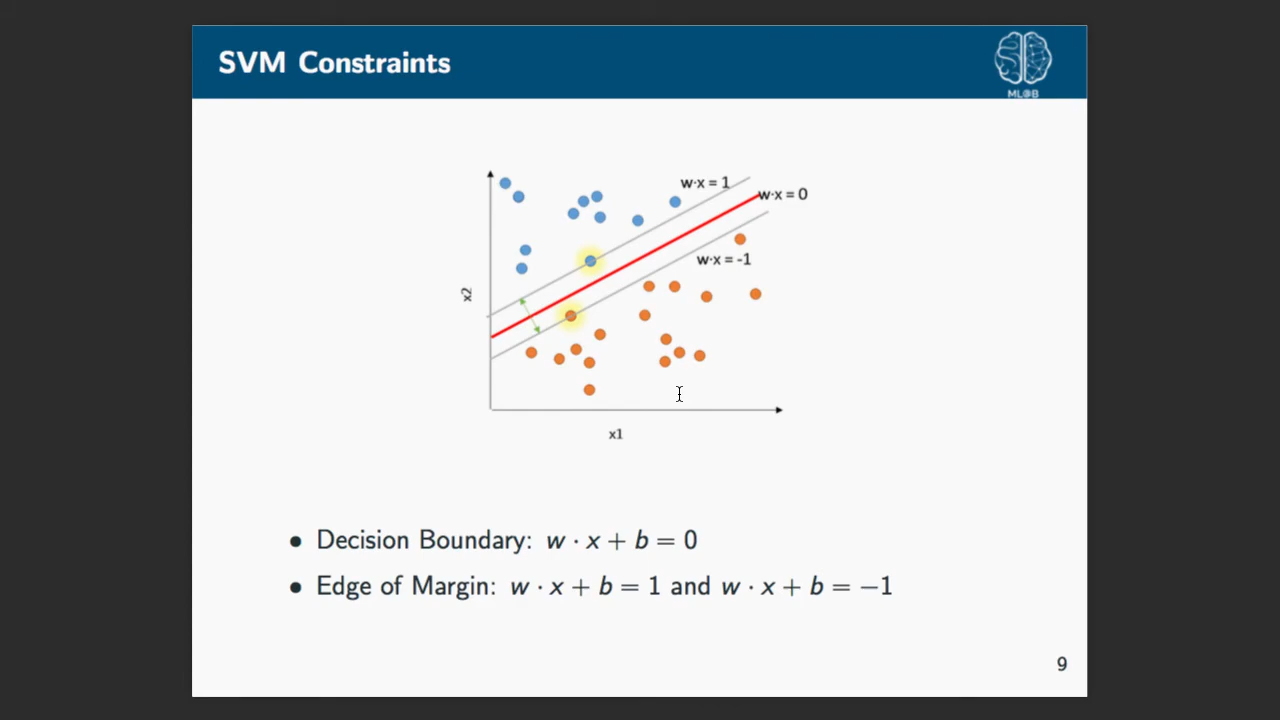 SVM Constraints
ML@B
w·x = 1
w·x = 0
w·x = -1
x2
x1
• Decision Boundary: w · x + b = 0
• Edge of Margin: w · x + b = 1 and w · x + b = −1
9